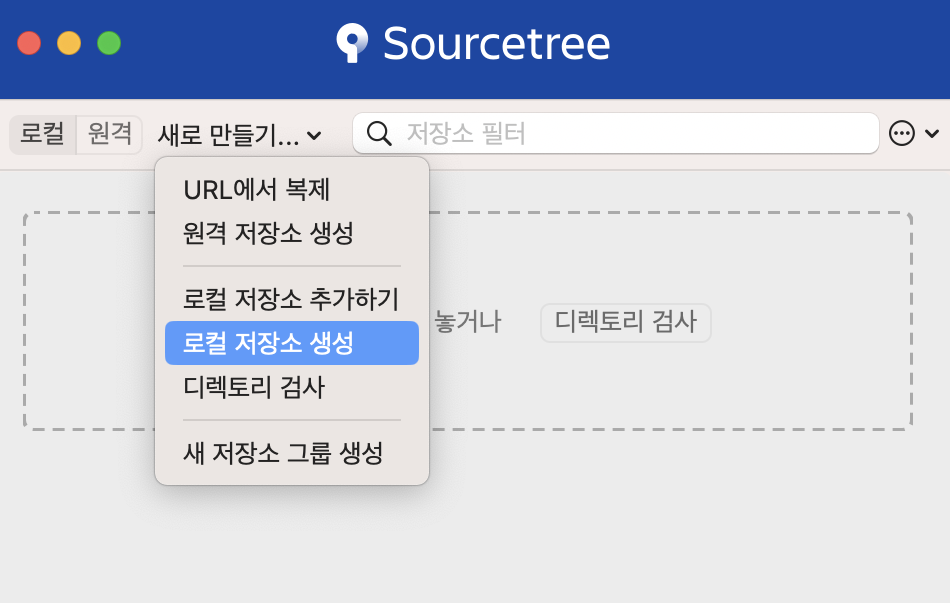 Sourcetree
로컬 원격 새로 만들기... 저장소 필터
URL에서 복제
원격 저장소 생성
로컬 저장소 추가하기
놓거나 디렉토리 검사
로컬 저장소 생성
디렉토리 검사
새 저장소 그룹 생성